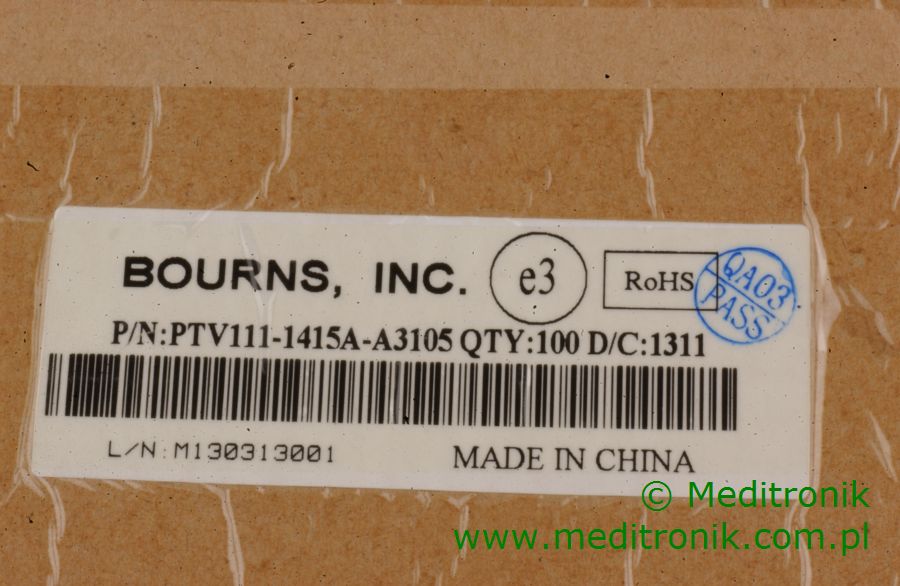 BOURNS, INC. e3 RoHS
QA03
PASS
P/N:PTV111-1415A-A3105 QTY:100 D/C:1311
L/N:M130313001 MADE IN CHINA
© Meditronik
www.meditronik.com.pl